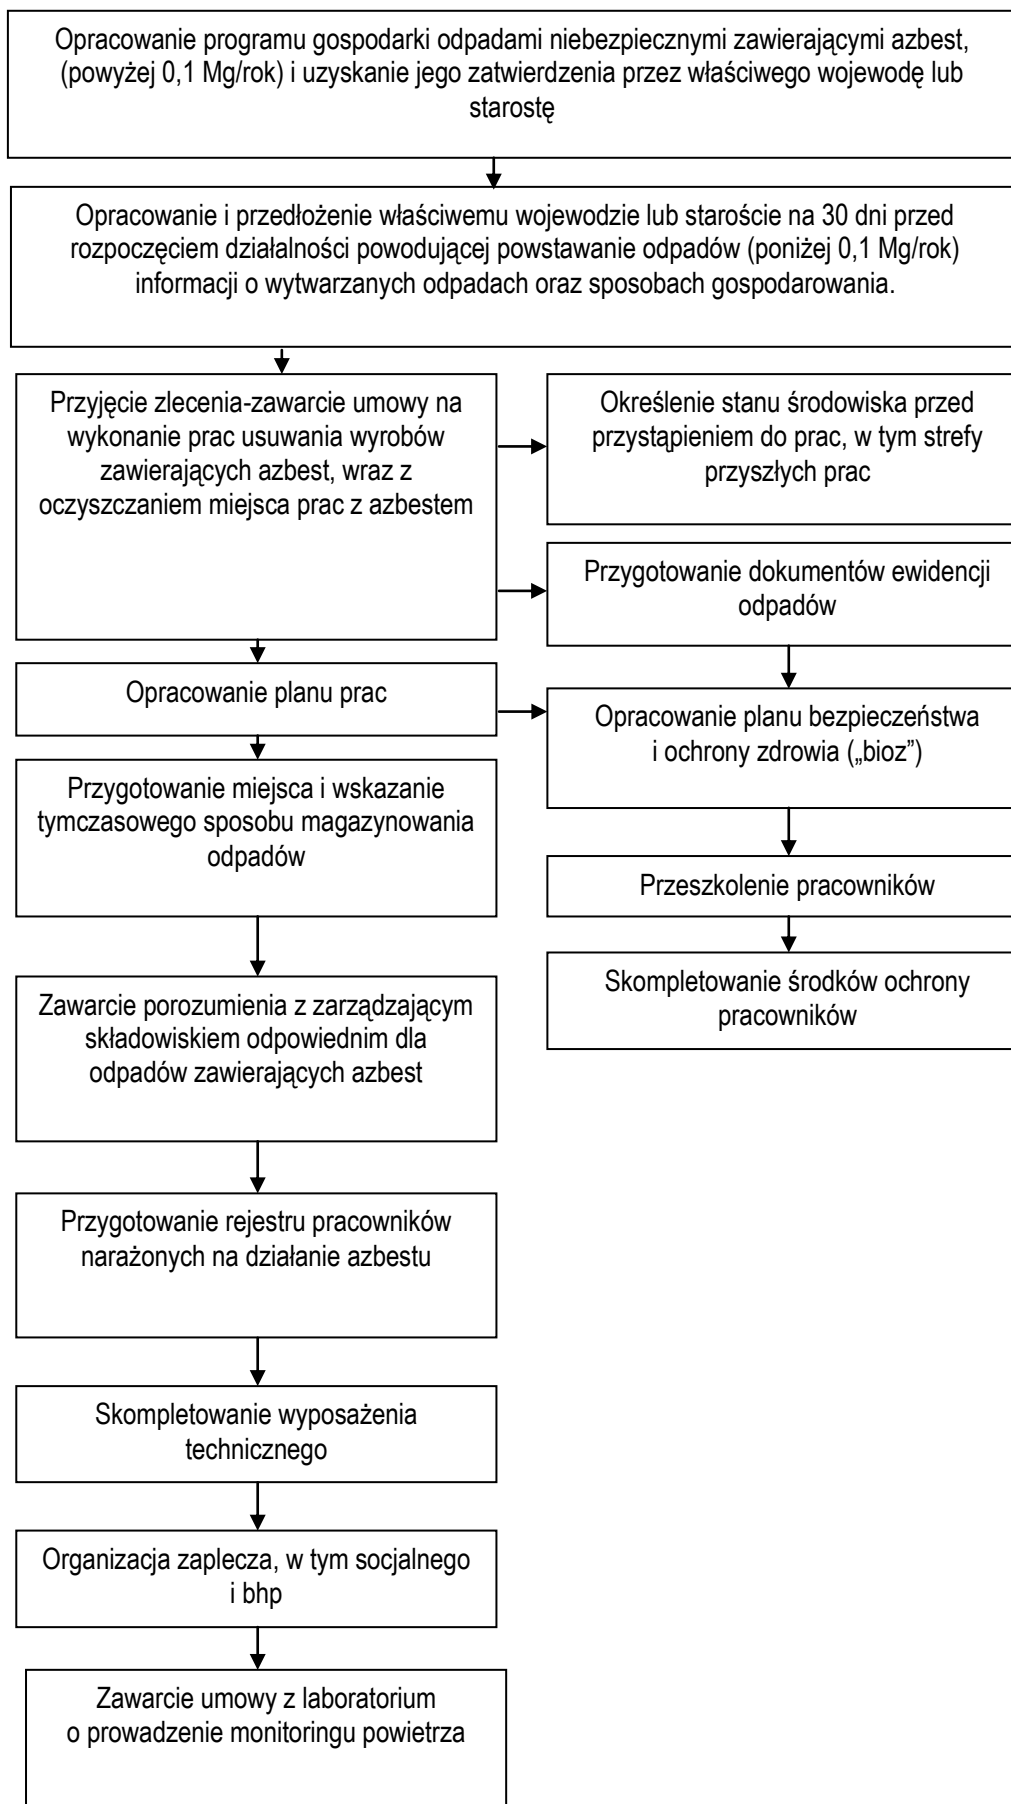 Opracowanie programu gospodarki odpadami niebezpiecznymi zawierającymi azbest,
(powyżej 0,1 Mg/rok) i uzyskanie jego zatwierdzenia przez właściwego wojewodę lub
starostę
Opracowanie i przedłożenie właściwemu wojewodzie lub staroście na 30 dni przed
rozpoczęciem działalności powodującej powstawanie odpadów (poniżej 0,1 Mg/rok)
informacji o wytwarzanych odpadach oraz sposobach gospodarowania.
Przyjęcie zlecenia-zawarcie umowy na
wykonanie prac usuwania wyrobów
zawierających azbest, wraz z
oczyszczaniem miejsca prac z azbestem
Określenie stanu środowiska przed
przystąpieniem do prac, w tym strefy
przyszłych prac
Przygotowanie dokumentów ewidencji
odpadów
Opracowanie planu prac
Opracowanie planu bezpieczeństwa
i ochrony zdrowia („bioz”)
Przygotowanie miejsca i wskazanie
tymczasowego sposobu magazynowania
odpadów
Przeszkolenie pracowników
Skompletowanie środków ochrony
pracowników
Zawarcie porozumienia z zarządzającym
składowiskiem odpowiednim dla
odpadów zawierających azbest
Przygotowanie rejestru pracowników
narażonych na działanie azbestu
Skompletowanie wyposażenia
technicznego
Organizacja zaplecza, w tym socjalnego
i bhp
Zawarcie umowy z laboratorium
o prowadzenie monitoringu powietrza